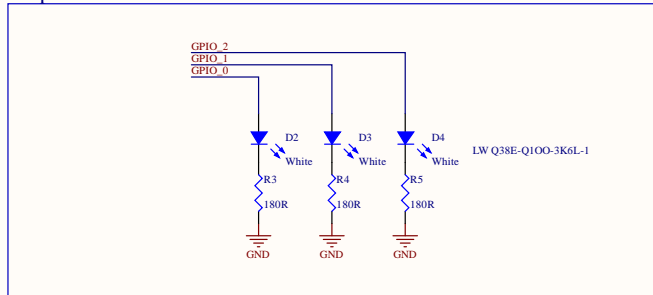 GPIO_2
GPIO_1
GPIO_0
D2
D3
D4
White
White
White
LW Q38E-Q1OO-3K6L-1
R3
R4
R5
180R
180R
180R
GND
GND
GND